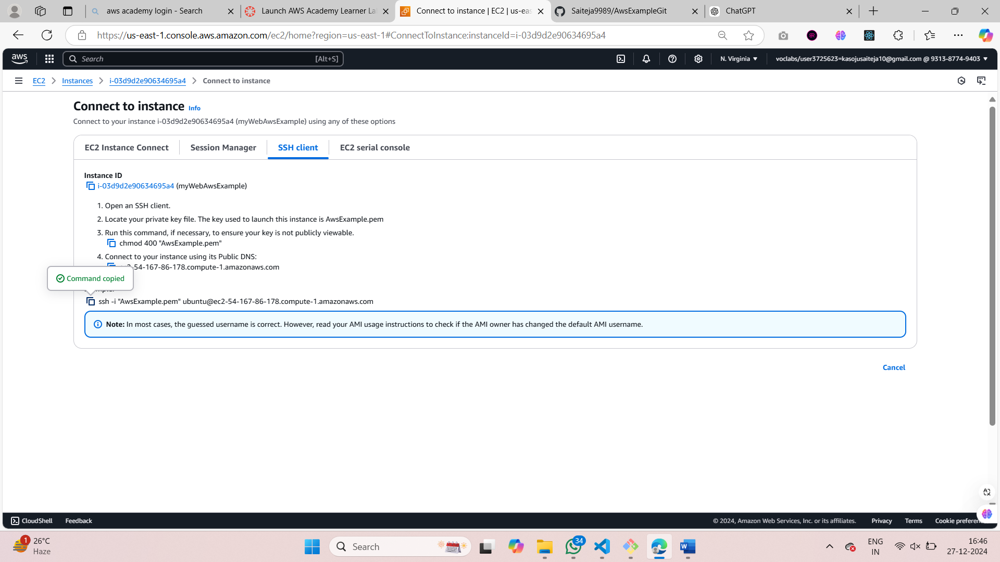 aws academy login - Search
Launch AWS Academy Learner La
Connect to instance | EC2 | us-eas
Saiteja9989/AwsExampleGit
ChatGPT
https://us-east-1.console.aws.amazon.com/ec2/home?region=us-east-1#ConnectToInstance:instanceId=i-03d9d2e90634695a4
aws
Search
[Alt+S]
N. Virginia
voclabs/user3725623=kasojusaiteja10@gmail.com @ 9313-8774-9403
EC2
Instances
i-03d9d2e90634695a4
Connect to instance
Connect to instance Info
Connect to your instance i-03d9d2e90634695a4 (myWebAwsExample) using any of these options
EC2 Instance Connect
Session Manager
SSH client
EC2 serial console
Instance ID
i-03d9d2e90634695a4 (myWebAwsExample)
1. Open an SSH client.
2. Locate your private key file. The key used to launch this instance is AwsExample.pem
3. Run this command, if necessary, to ensure your key is not publicly viewable.
chmod 400 "AwsExample.pem"
4. Connect to your instance using its Public DNS:
2-54-167-86-178.compute-1.amazonaws.com
Command copied
ssh -i "AwsExample.pem" ubuntu@ec2-54-167-86-178.compute-1.amazonaws.com
Note: In most cases, the guessed username is correct. However, read your AMI usage instructions to check if the AMI owner has changed the default AMI username.
Cancel
CloudShell
Feedback
© 2024, Amazon Web Services, Inc. or its affiliates.
Privacy
Terms
Cookie preferen
1
26°C
Haze
Search
34
ENG
IN
16:46
27-12-2024